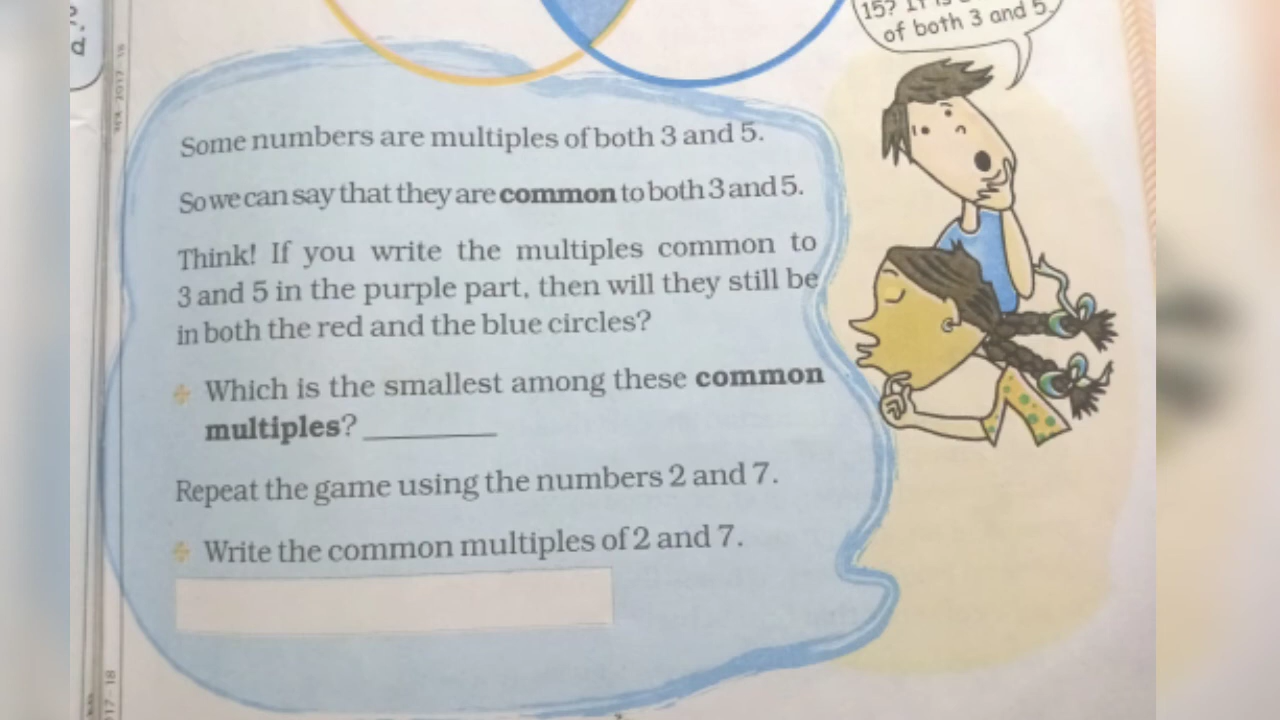 15?
of both 3 and 5.
Some numbers are multiples of both 3 and 5.
So we can say that they are common to both 3 and 5.
Think! If you write the multiples common to
3 and 5 in the purple part, then will they still be
in both the red and the blue circles?
Which is the smallest among these common
multiples?
Repeat the game using the numbers 2 and 7.
Write the common multiples of 2 and 7.